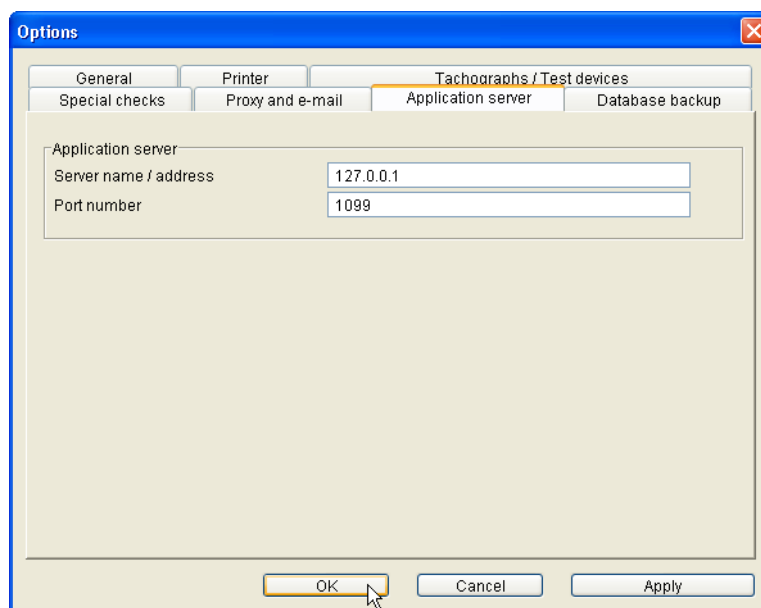 Options
General Printer Tachographs / Test devices
Special checks Proxy and e-mail Application server Database backup
Application server
Server name / address 127.0.0.1
Port number 1099
OK Cancel Apply